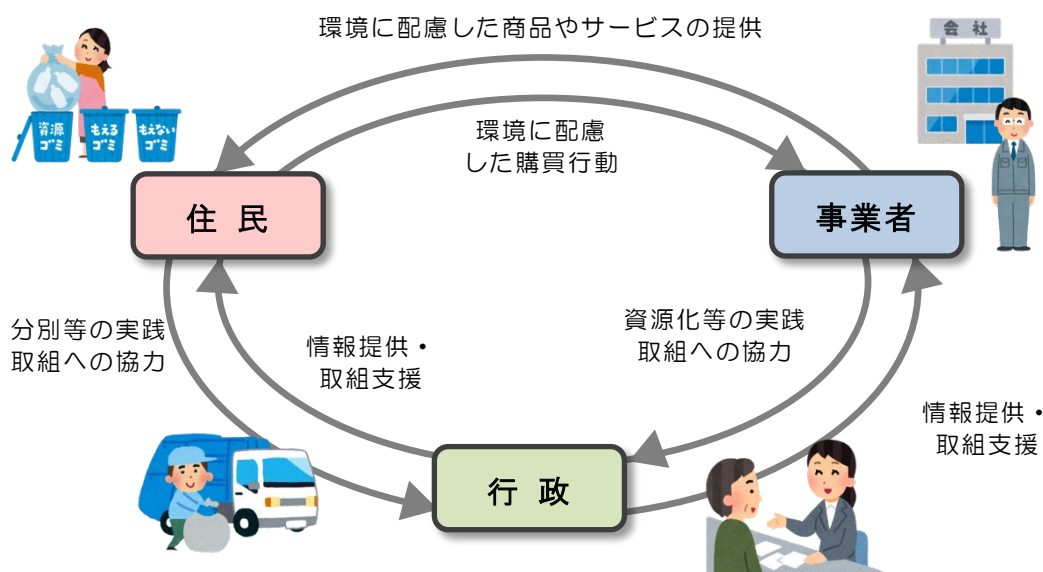 環境に配慮した商品やサービスの提供
会社
環境に配慮
した購買行動
資源
ゴミ
もえる
ゴミ
もえない
ゴミ
住 民
事業者
分別等の実践
取組への協力
情報提供・
取組支援
資源化等の実践
取組への協力
情報提供・
取組支援
行 政